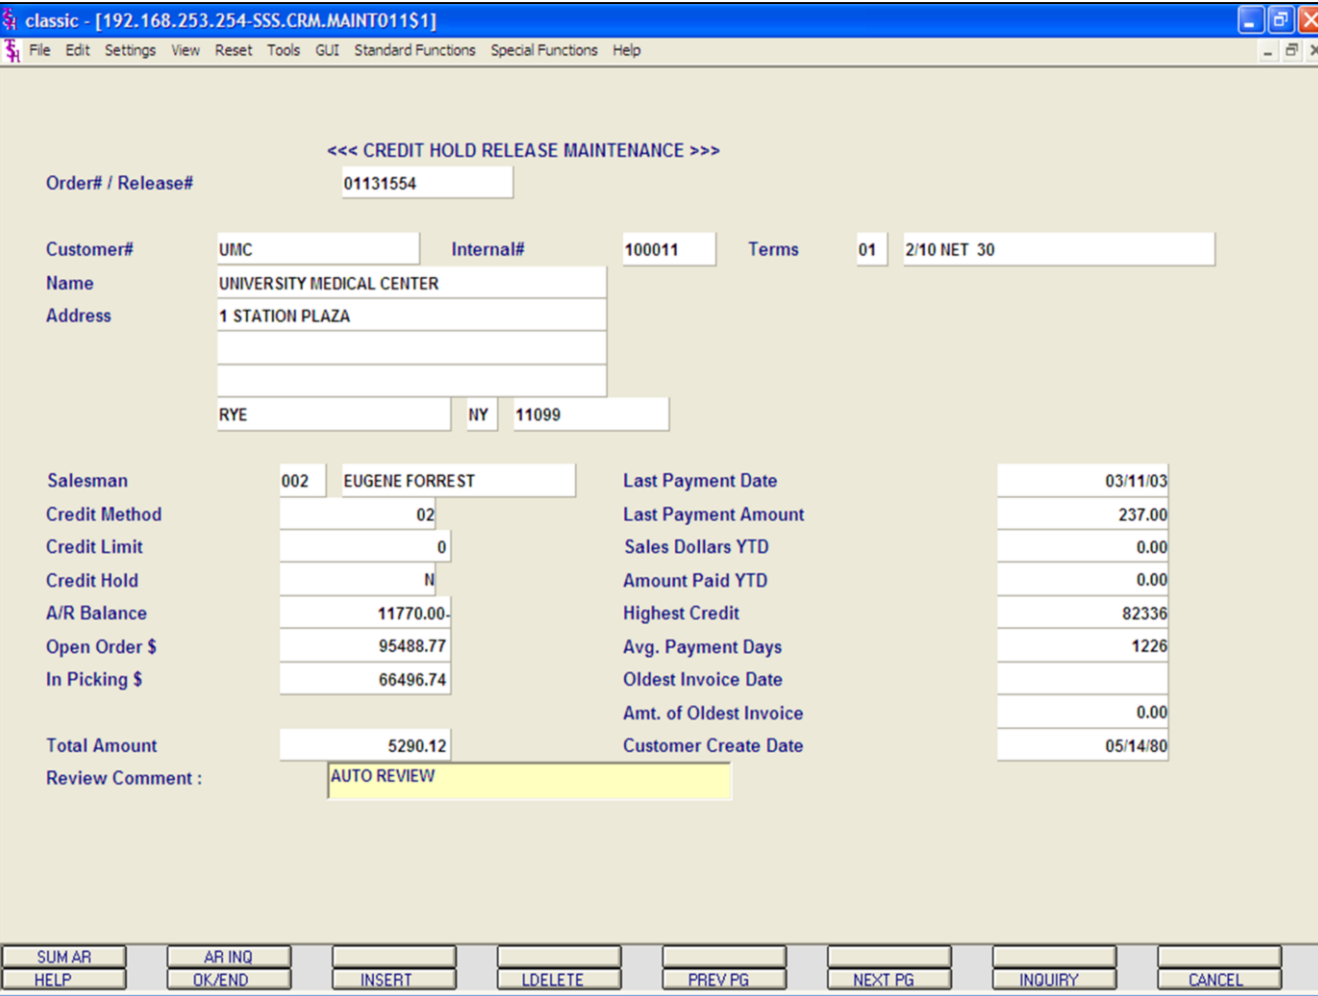 classic - [192.168.253.254-SSS.CRM.MAINT011$1]
File Edit Settings View Reset Tools GUI Standard Functions Special Functions Help
<<< CREDIT HOLD RELEASE MAINTENANCE >>>
Order# / Release# 01131554
Customer# UMC Internal# 100011 Terms 01 2/10 NET 30
Name UNIVERSITY MEDICAL CENTER
Address 1 STATION PLAZA
RYE NY 11099
Salesman 002 EUGENE FORREST Last Payment Date 03/11/03
Credit Method 02 Last Payment Amount 237.00
Credit Limit 0 Sales Dollars YTD 0.00
Credit Hold N Amount Paid YTD 0.00
A/R Balance 11770.00- Highest Credit 82336
Open Order $ 95488.77 Avg. Payment Days 1226
In Picking $ 66496.74 Oldest Invoice Date
Amt. of Oldest Invoice 0.00
Total Amount 5290.12 Customer Create Date 05/14/80
Review Comment : AUTO REVIEW
SUM AR AR INQ
HELP OK/END INSERT LDELETE PREV PG NEXT PG INQUIRY CANCEL